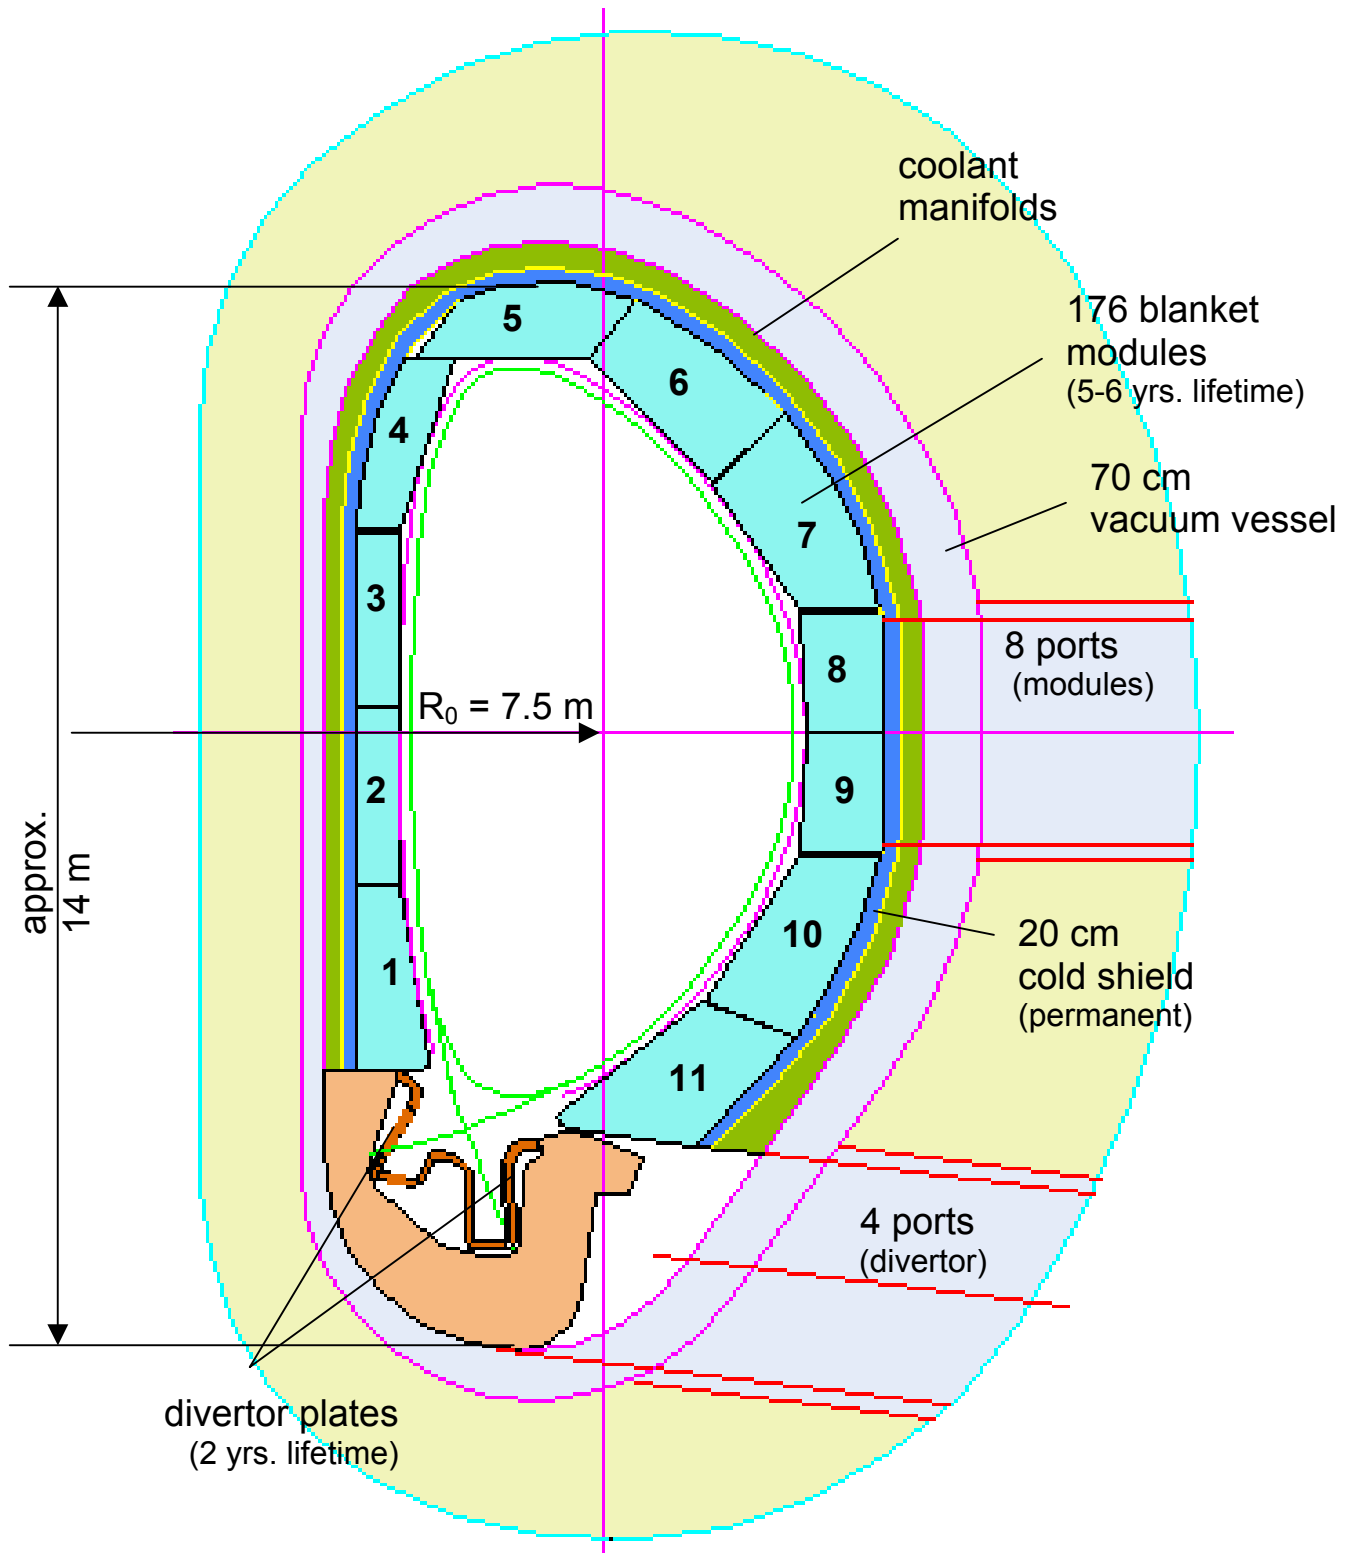 coolant
manifolds
176 blanket
modules
(5-6 yrs. lifetime)
70 cm
vacuum vessel
5
6
4
7
3
8 ports
(modules)
8
R₀ = 7.5 m
2
9
approx.
14 m
10
20 cm
cold shield
(permanent)
1
11
4 ports
(divertor)
divertor plates
(2 yrs. lifetime)